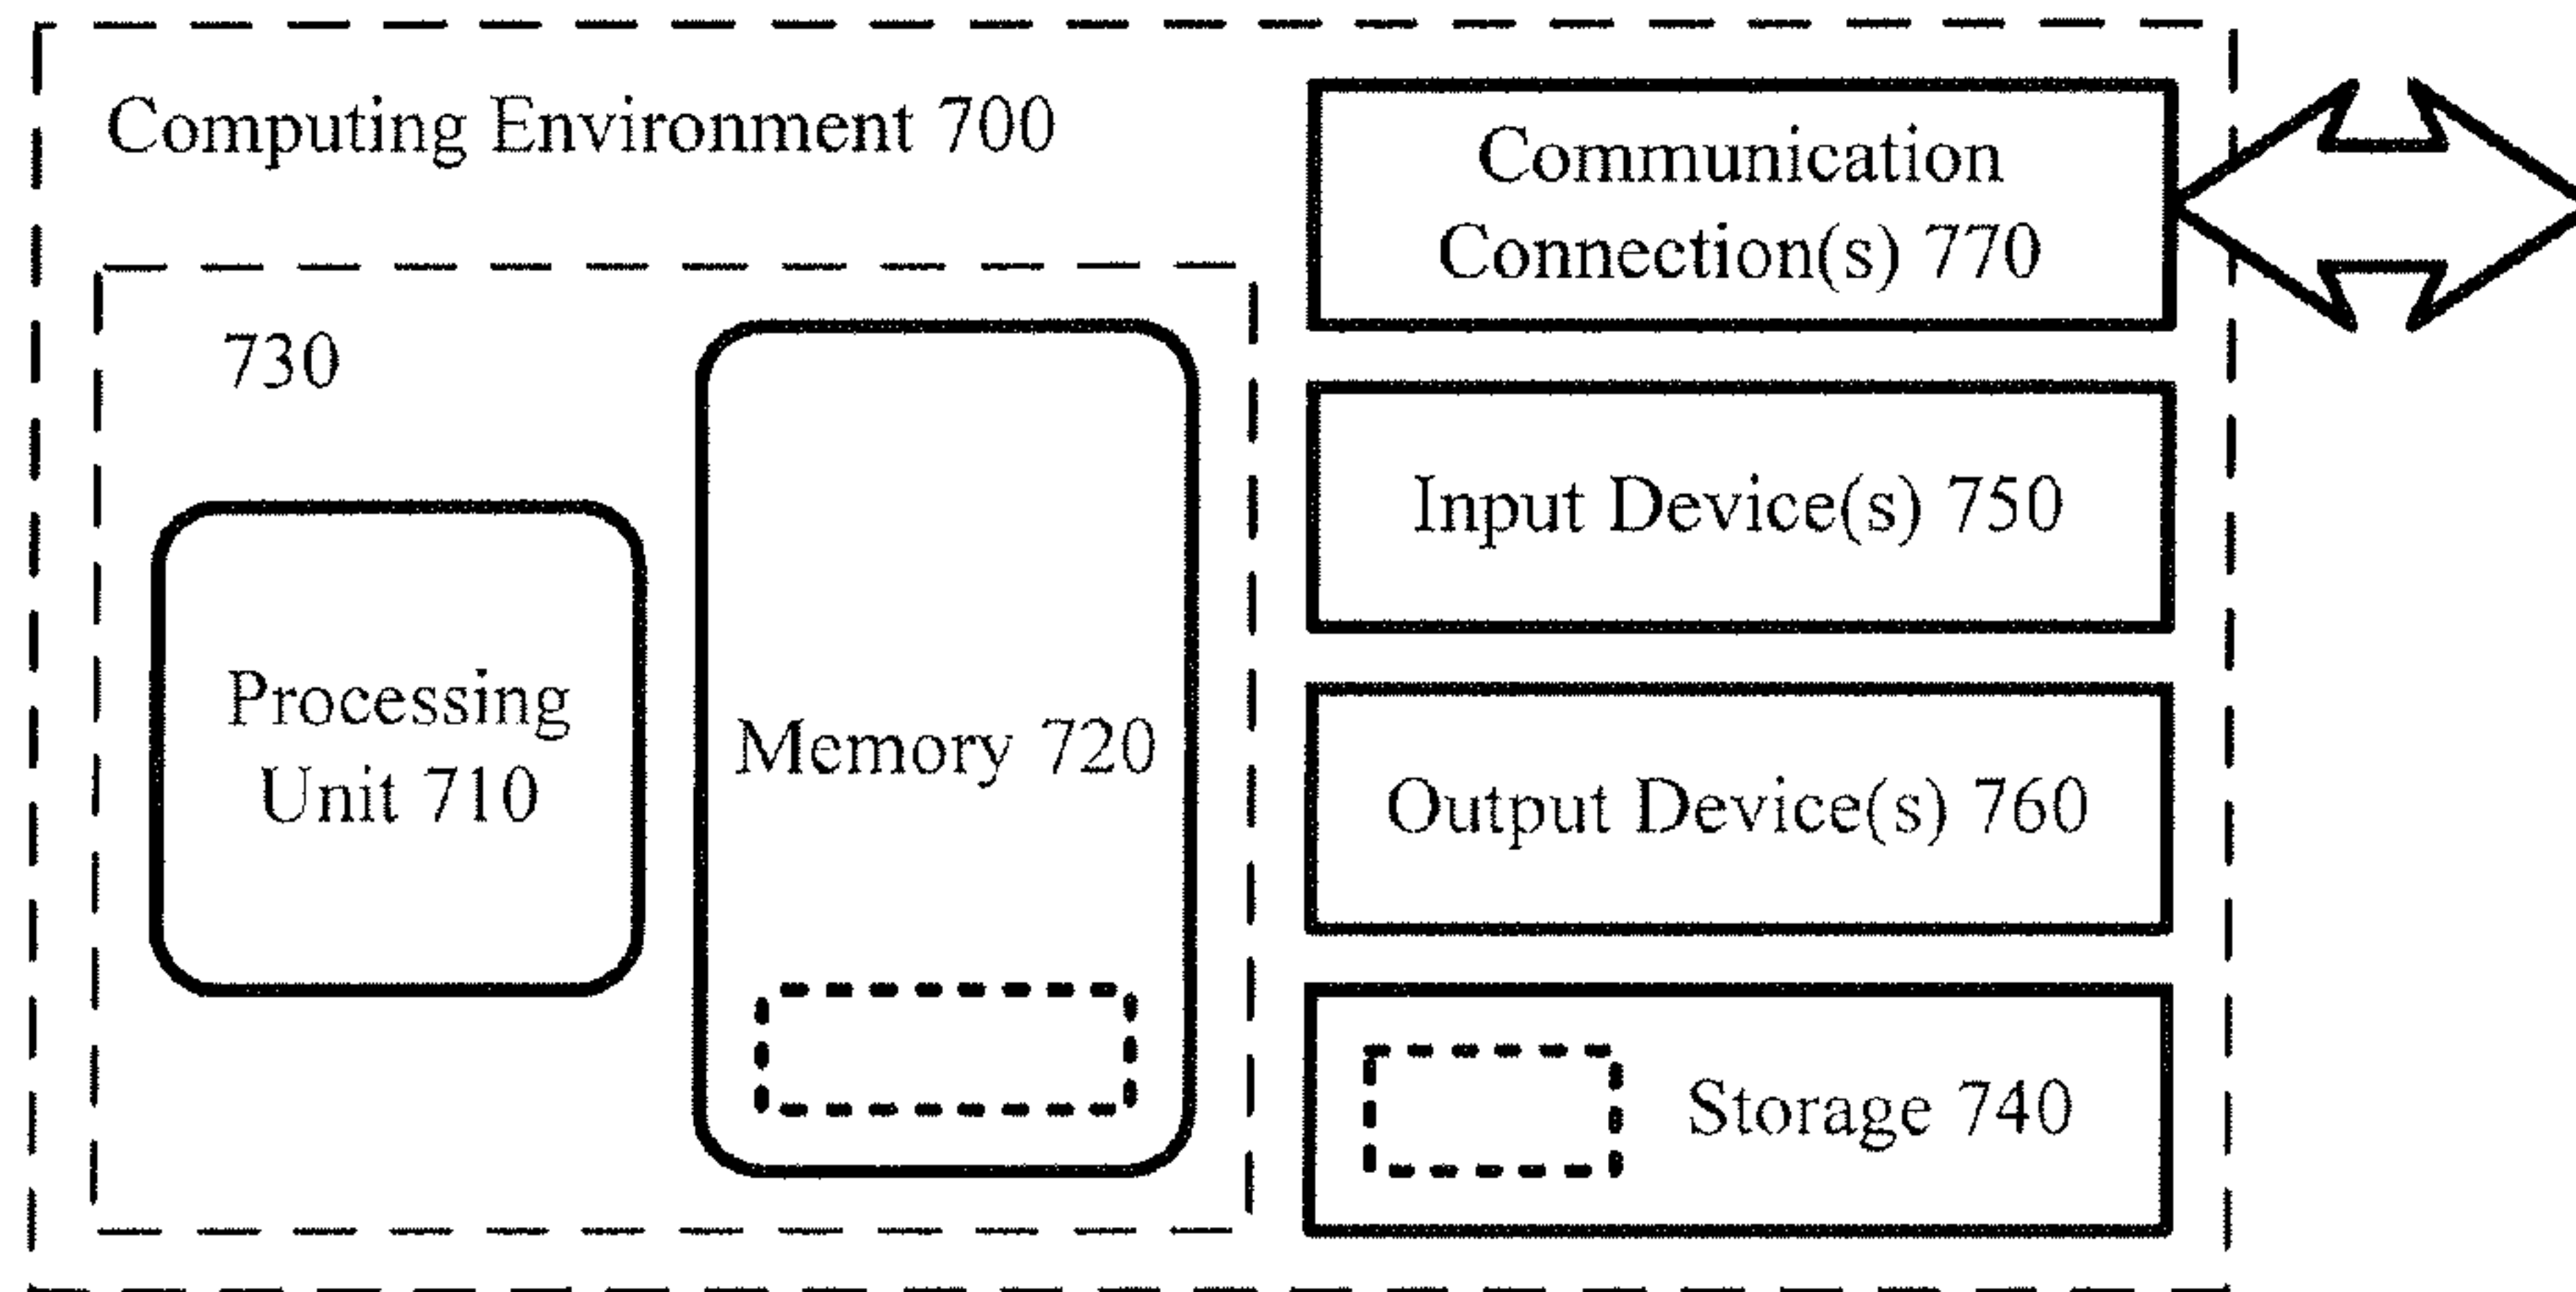 Computing Environment 700
730
Processing
Unit 710
Memory 720
Communication
Connection(s) 770
Input Device(s) 750
Output Device(s) 760
Storage 740